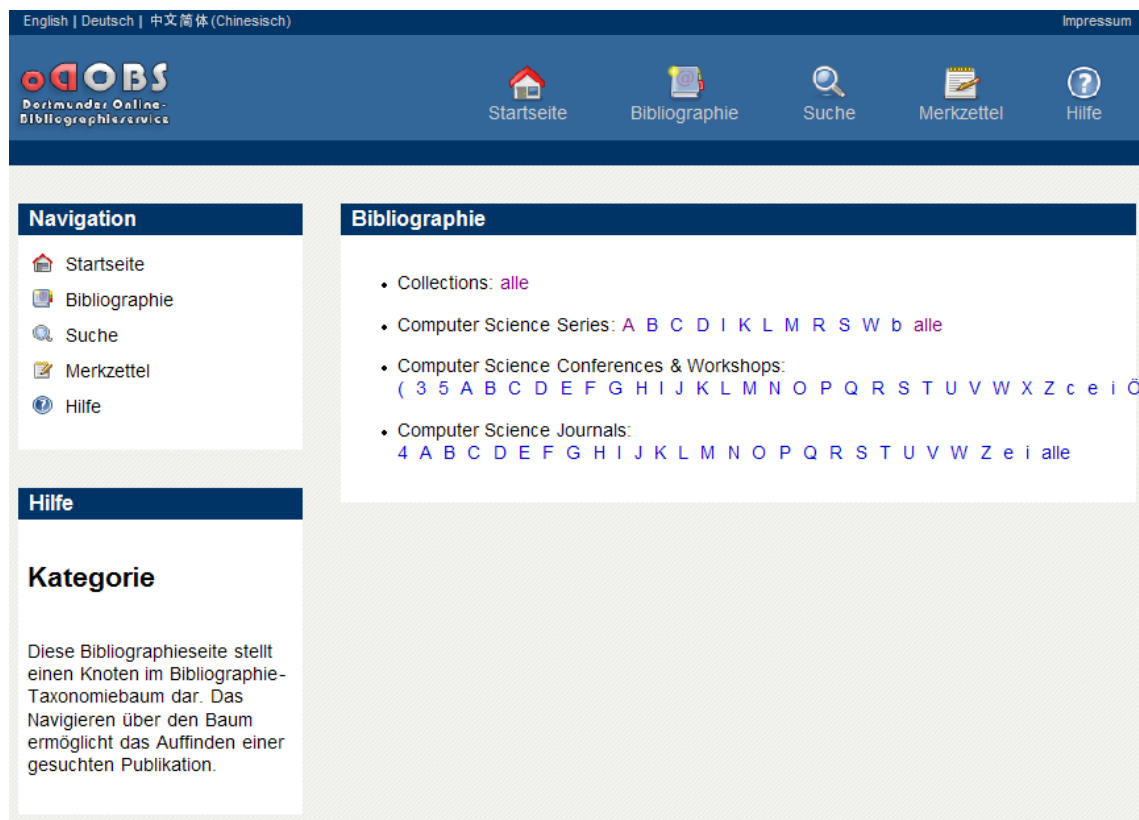 English | Deutsch | 中文简体(Chinesisch)
Impressum
DOBS
Dortmunder Online-
Bibliographieservice
Startseite
Bibliographie
Suche
Merkzettel
Hilfe
Navigation
Startseite
Bibliographie
Suche
Merkzettel
Hilfe
Hilfe
Kategorie
Diese Bibliographieseite stellt
einen Knoten im Bibliographie-
Taxonomiebaum dar. Das
Navigieren über den Baum
ermöglicht das Auffinden einer
gesuchten Publikation.
Bibliographie
Collections: alle
Computer Science Series: A B C D I K L M R S W b alle
Computer Science Conferences & Workshops:
( 3 5 A B C D E F G H I J K L M N O P Q R S T U V W X Z c e i Ö
Computer Science Journals:
4 A B C D E F G H I J K L M N O P Q R S T U V W Z e i alle